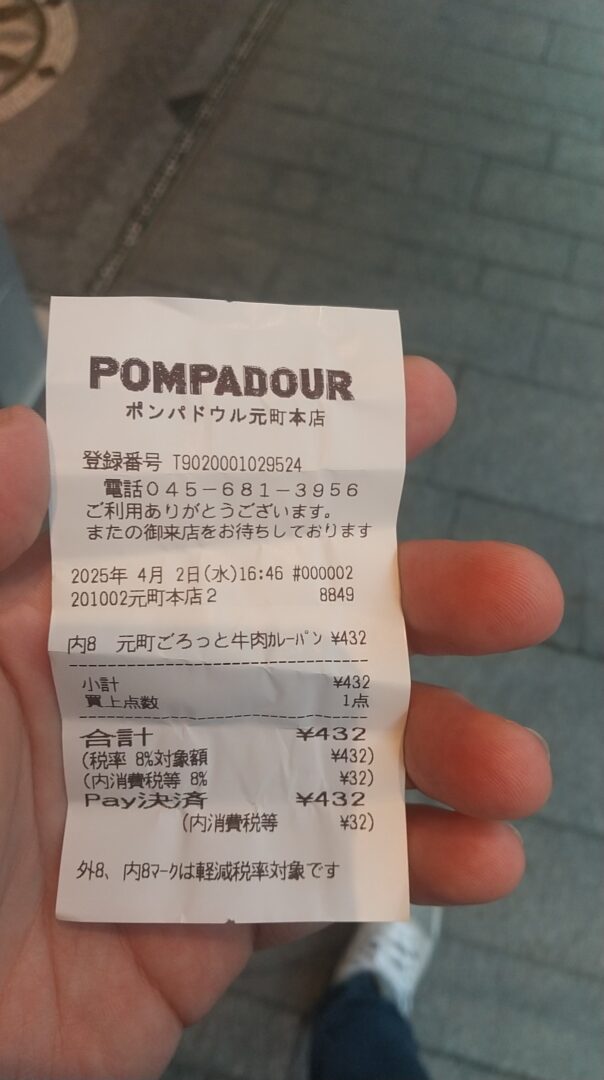 POMPADOUR
ポンパドウル元町本店
登録番号 T9020001029524
電話045-681-3956
ご利用ありがとうございます。
またの御来店をお待ちしております
2025年 4月 2日(水)16:46 #000002
201002元町本店2 8849
内8 元町ごろっと牛肉カレーパン ¥432
小計 ¥432
買上点数 1点
合計 ¥432
(税率 8%対象額 ¥432)
(内消費税等 8% ¥32)
Pay決済 ¥432
(内消費税等 ¥32)
外8、内8マークは軽減税率対象です